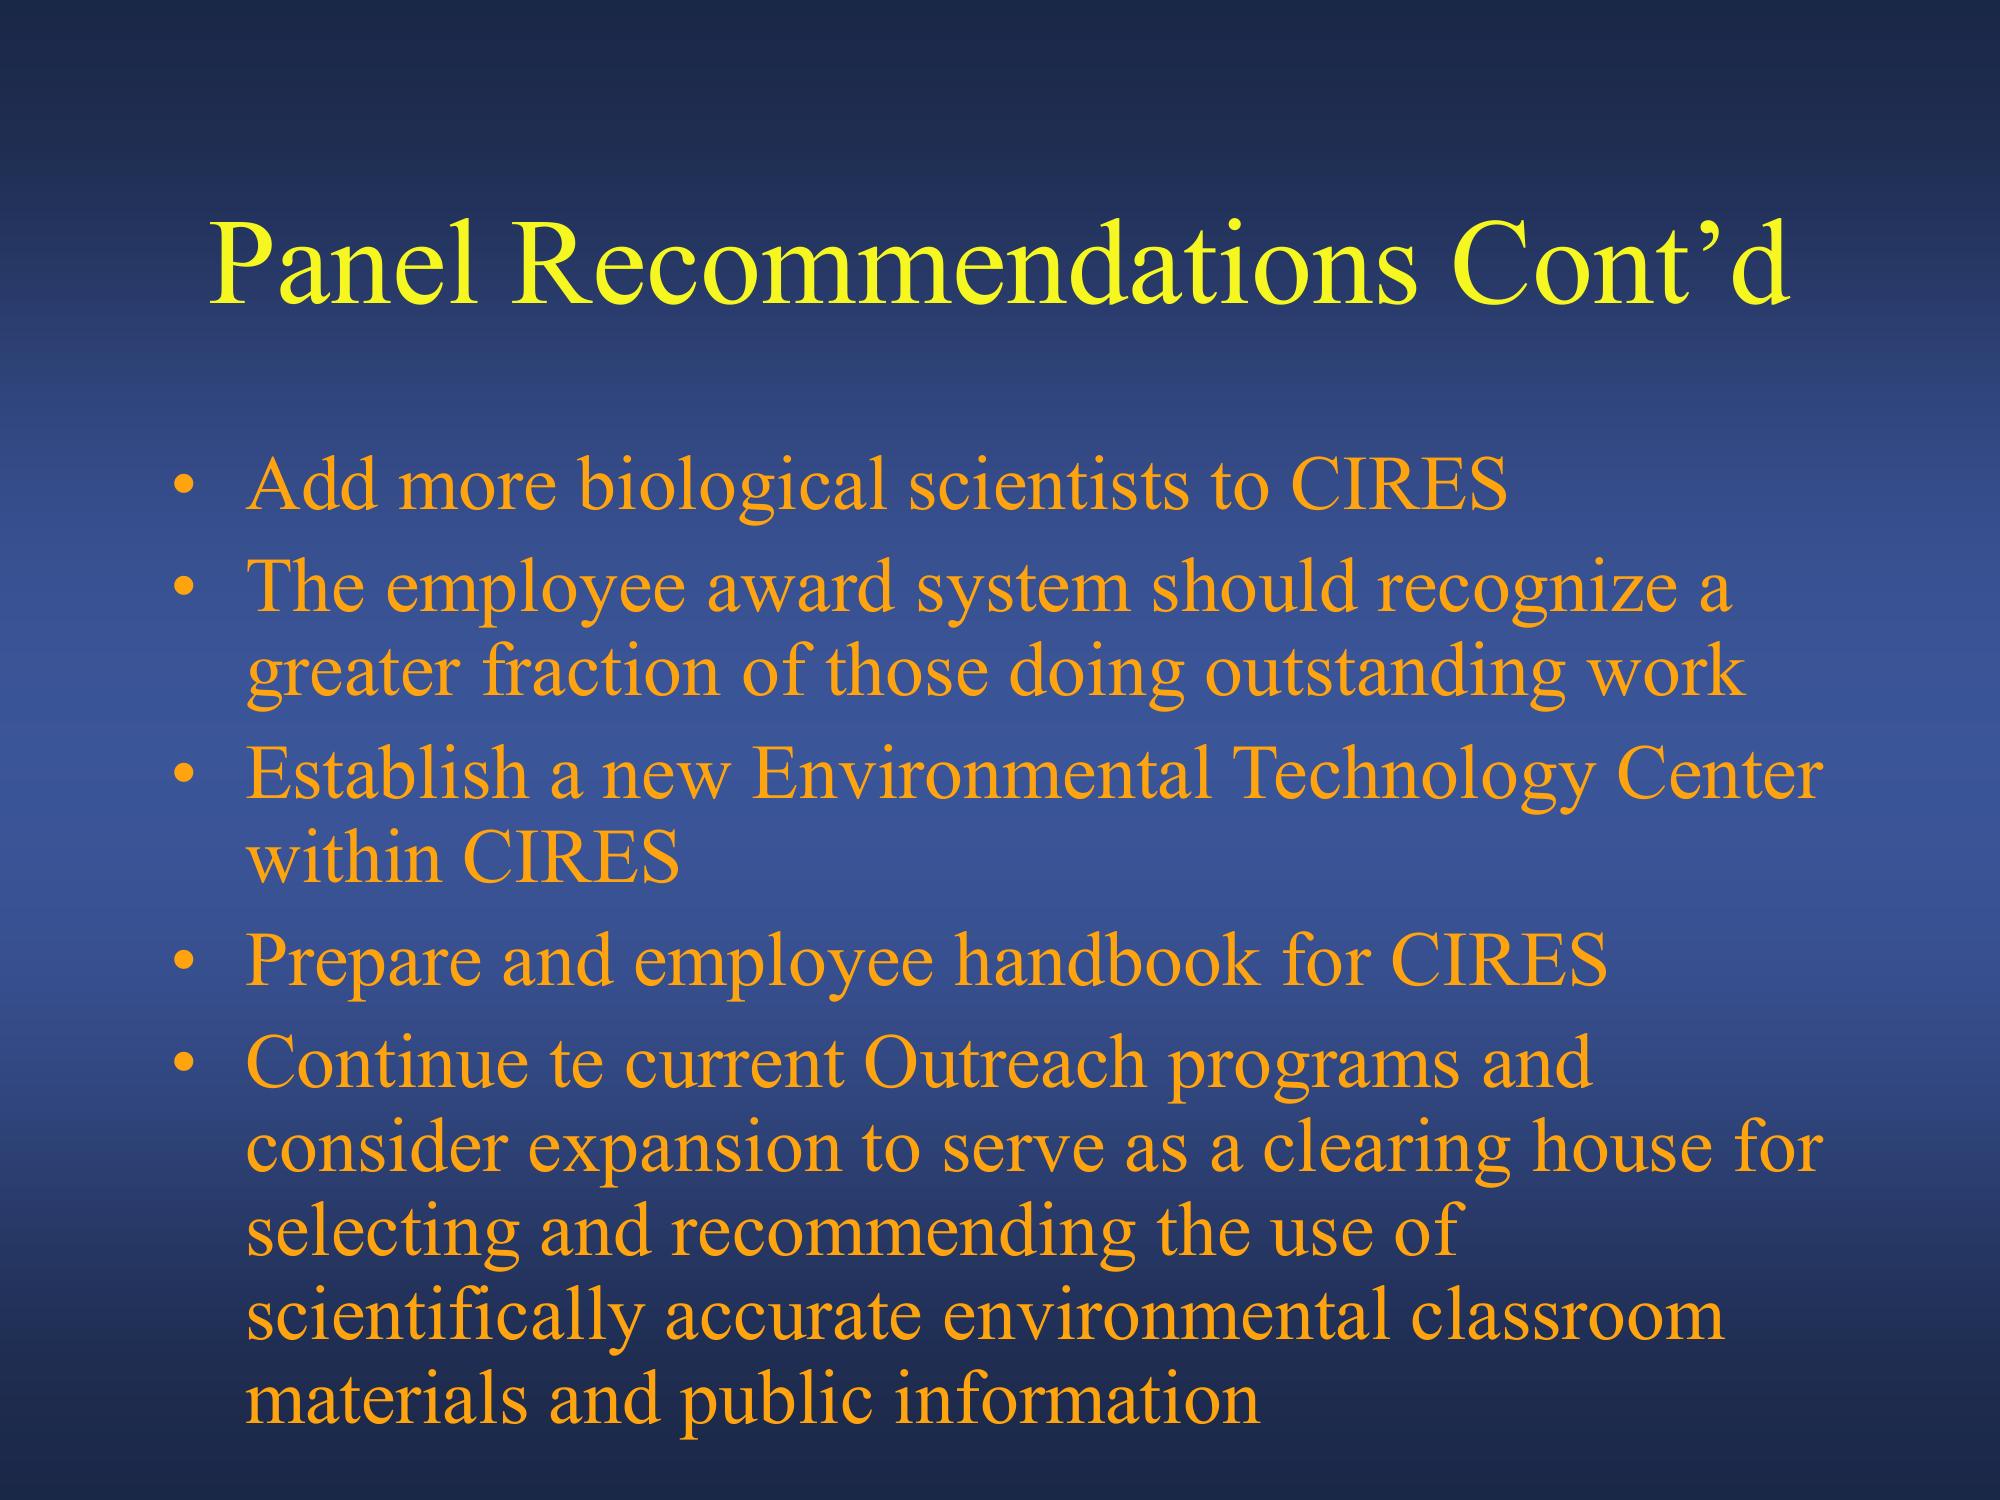 Panel Recommendations Cont’d
• Add more biological scientists to CIRES
• The employee award system should recognize a
greater fraction of those doing outstanding work
• Establish a new Environmental Technology Center
within CIRES
• Prepare and employee handbook for CIRES
• Continue te current Outreach programs and
consider expansion to serve as a clearing house for
selecting and recommending the use of
scientifically accurate environmental classroom
materials and public information